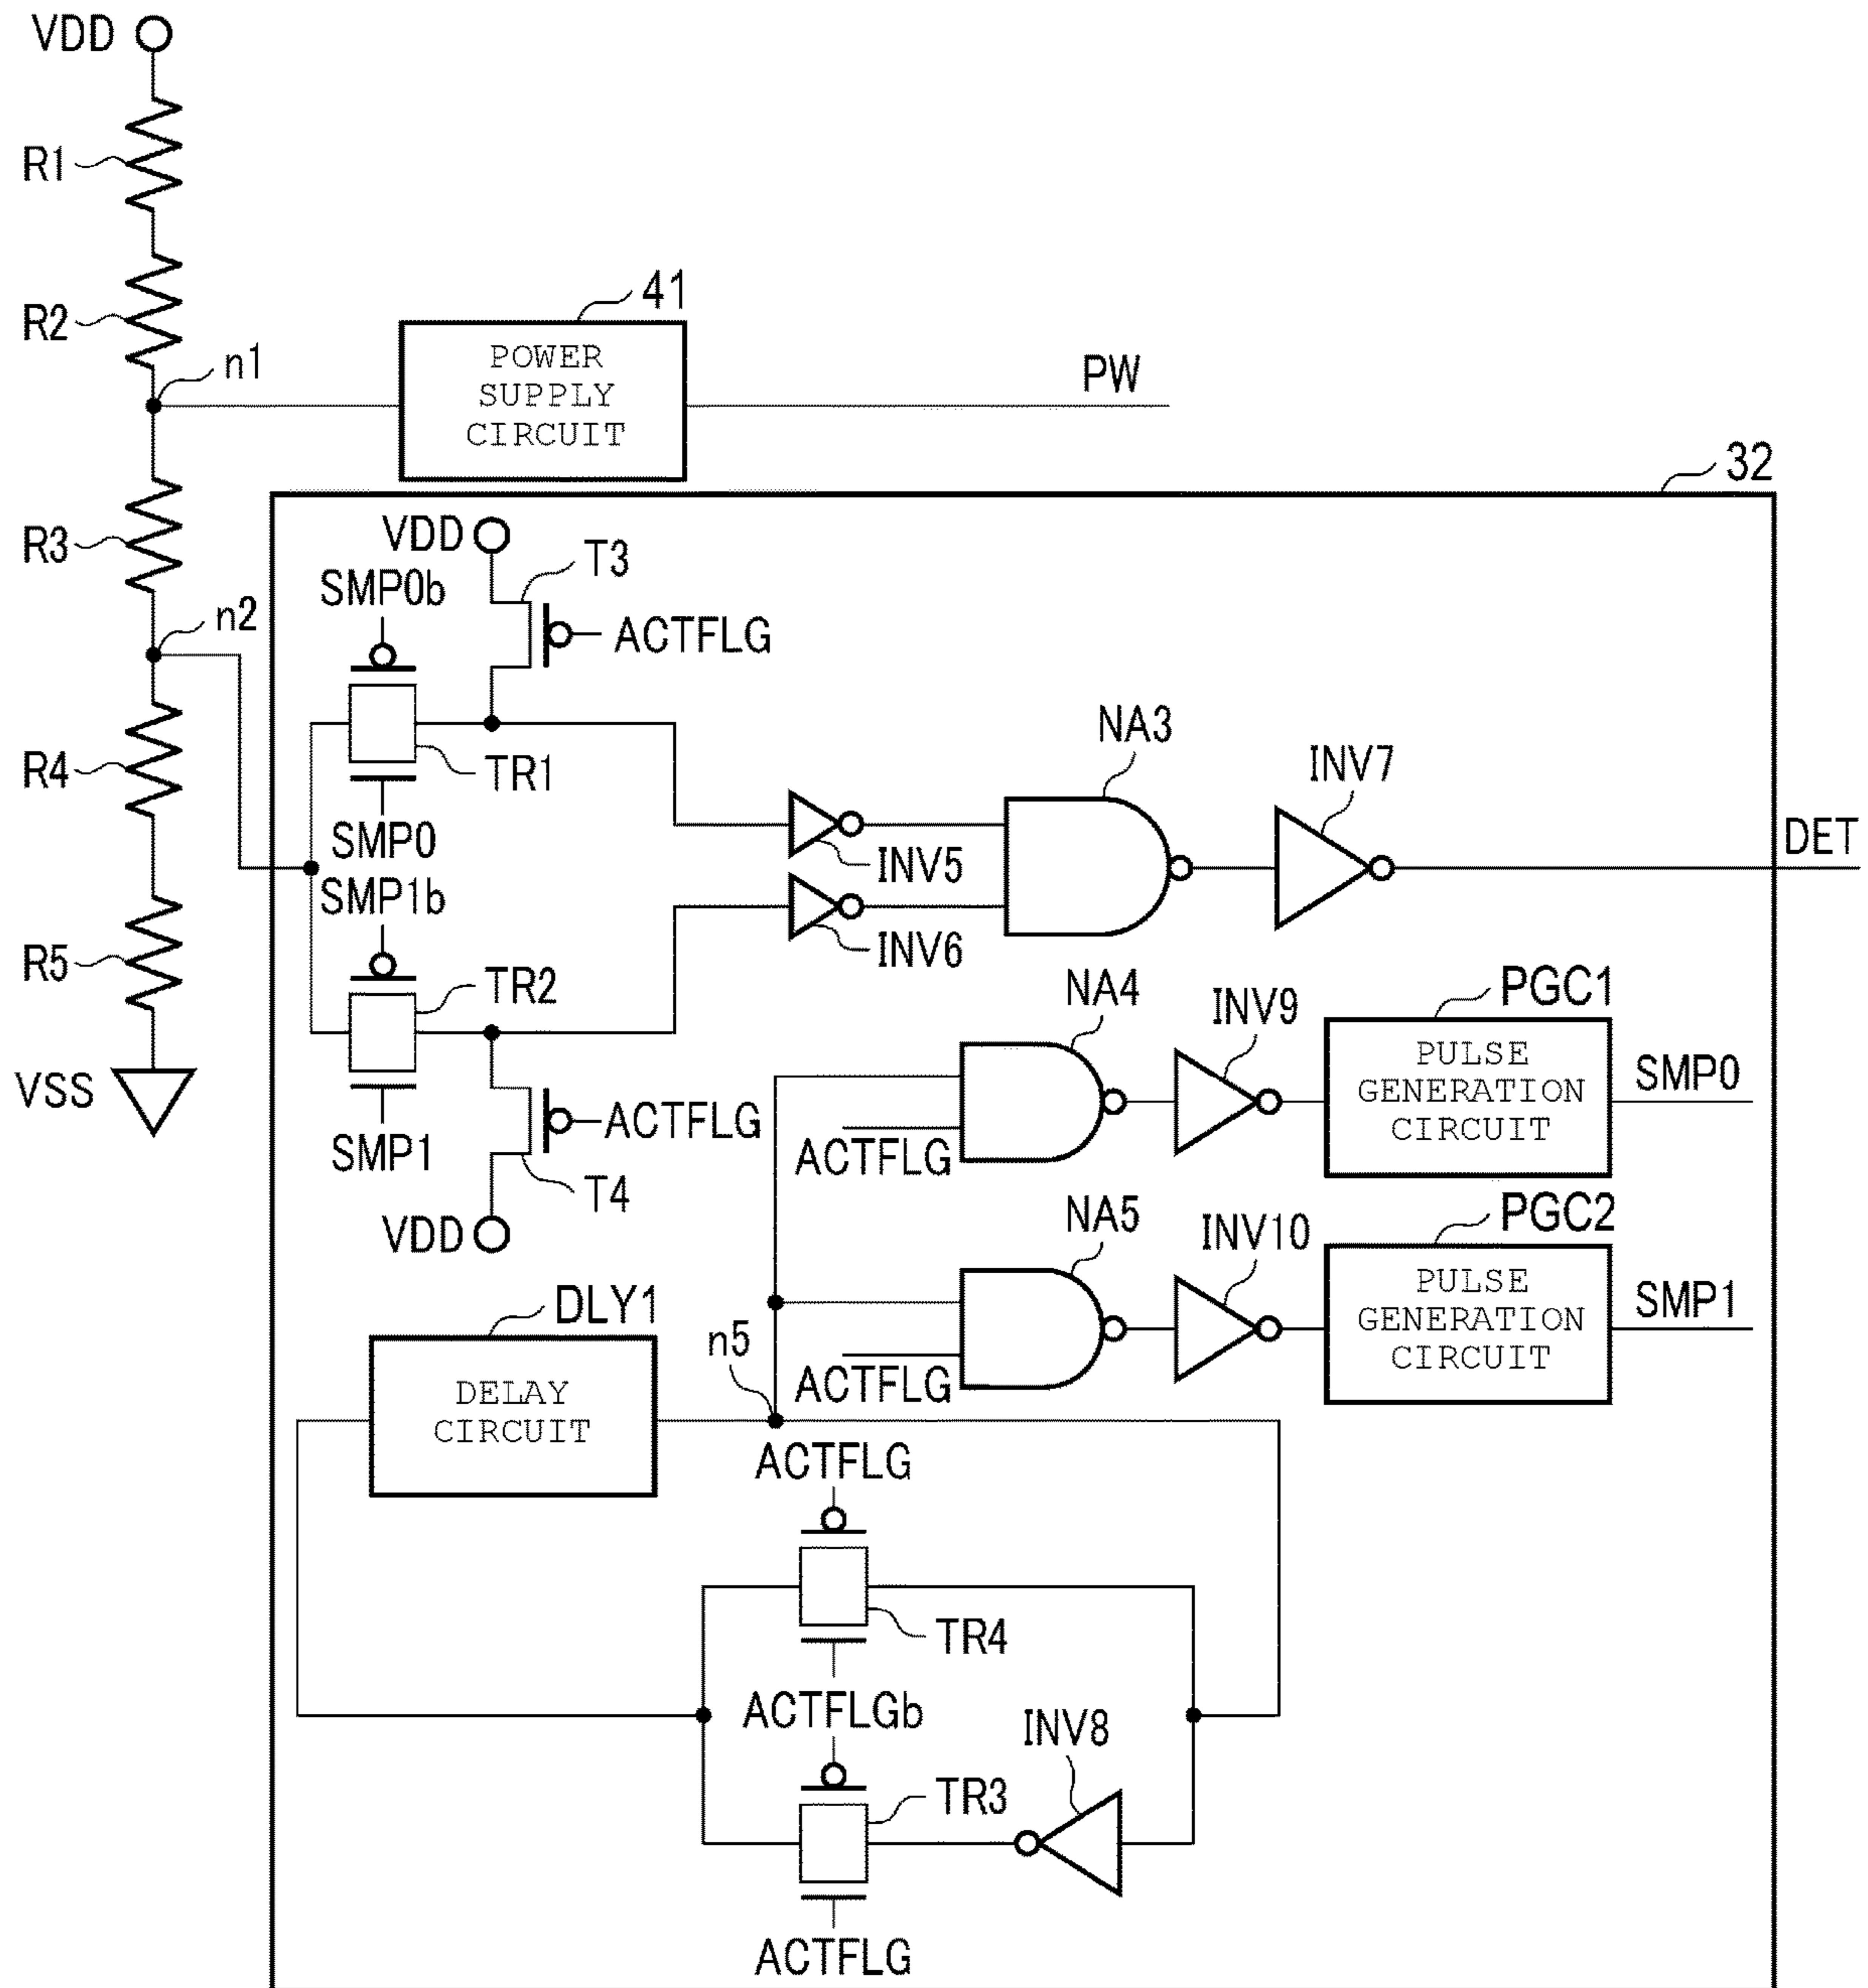 VDD
R1
R2
n1
41
POWER
SUPPLY
CIRCUIT
PW
R3
n2
32
VDD
T3
SMP0b
ACTFLG
TR1
SMP0
NA3
INV7
DET
INV5
INV6
SMP1b
TR2
SMP1
ACTFLG
T4
VDD
R4
R5
VSS
NA4
INV9
PGC1
PULSE
GENERATION
CIRCUIT
SMP0
ACTFLG
NA5
INV10
PGC2
PULSE
GENERATION
CIRCUIT
SMP1
ACTFLG
DLY1
DELAY
CIRCUIT
n5
ACTFLG
TR4
ACTFLGb
INV8
TR3
ACTFLG